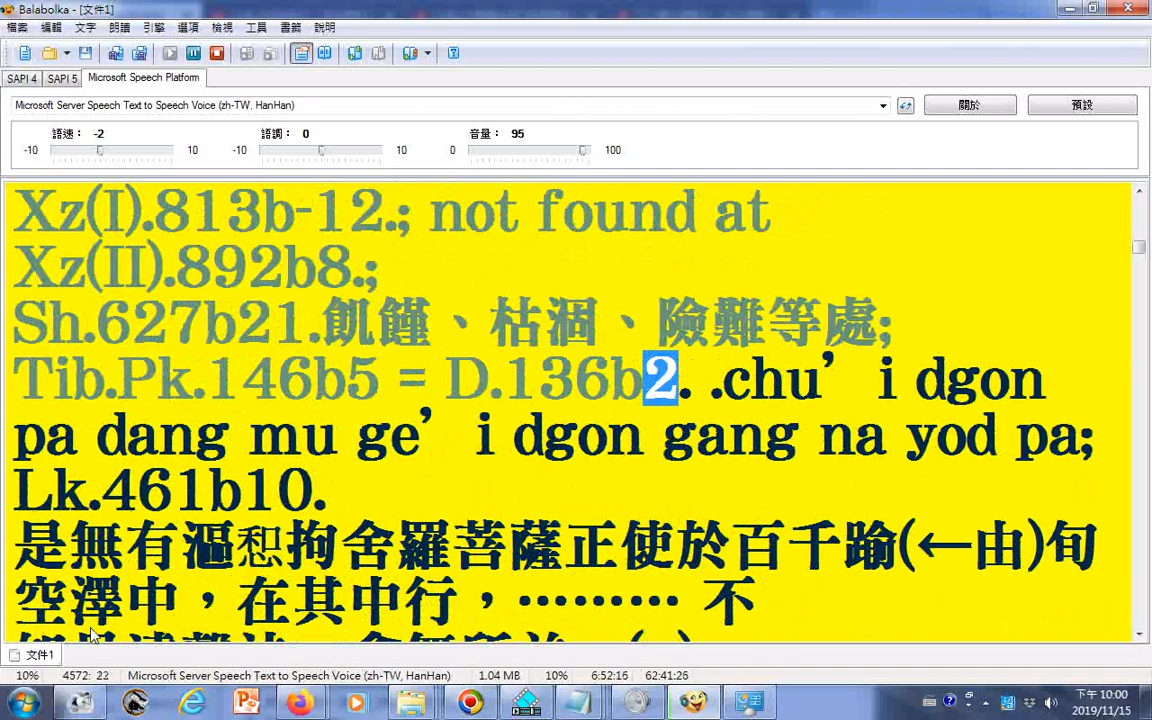 Balabolka - [文件1]
檔案 編輯 文字 朗讀 引擎 選項 檢視 工具 書籤 說明
SAPI 4 SAPI 5 Microsoft Speech Platform
Microsoft Server Speech Text to Speech Voice (zh-TW, HanHan) 關於 預設
語速： -2 語調： 0 音量： 95
-10 10 -10 10 0 100
Xz(I).813b-12.; not found at
Xz(II).892b8.;
Sh.627b21.飢饉、枯涸、險難等處;
Tib.Pk.146b5 = D.136b2. .chu’i dgon
pa dang mu ge’i dgon gang na yod pa;
Lk.461b10.
是無有漚惒拘舍羅菩薩正使於百千踰(←由)旬
空澤中，在其中行，……… 不
文件1
10% 4572: 22 Microsoft Server Speech Text to Speech Voice (zh-TW, HanHan) 1.04 MB 10% 6:52:16 62:41:26
下午 10:00
2019/11/15